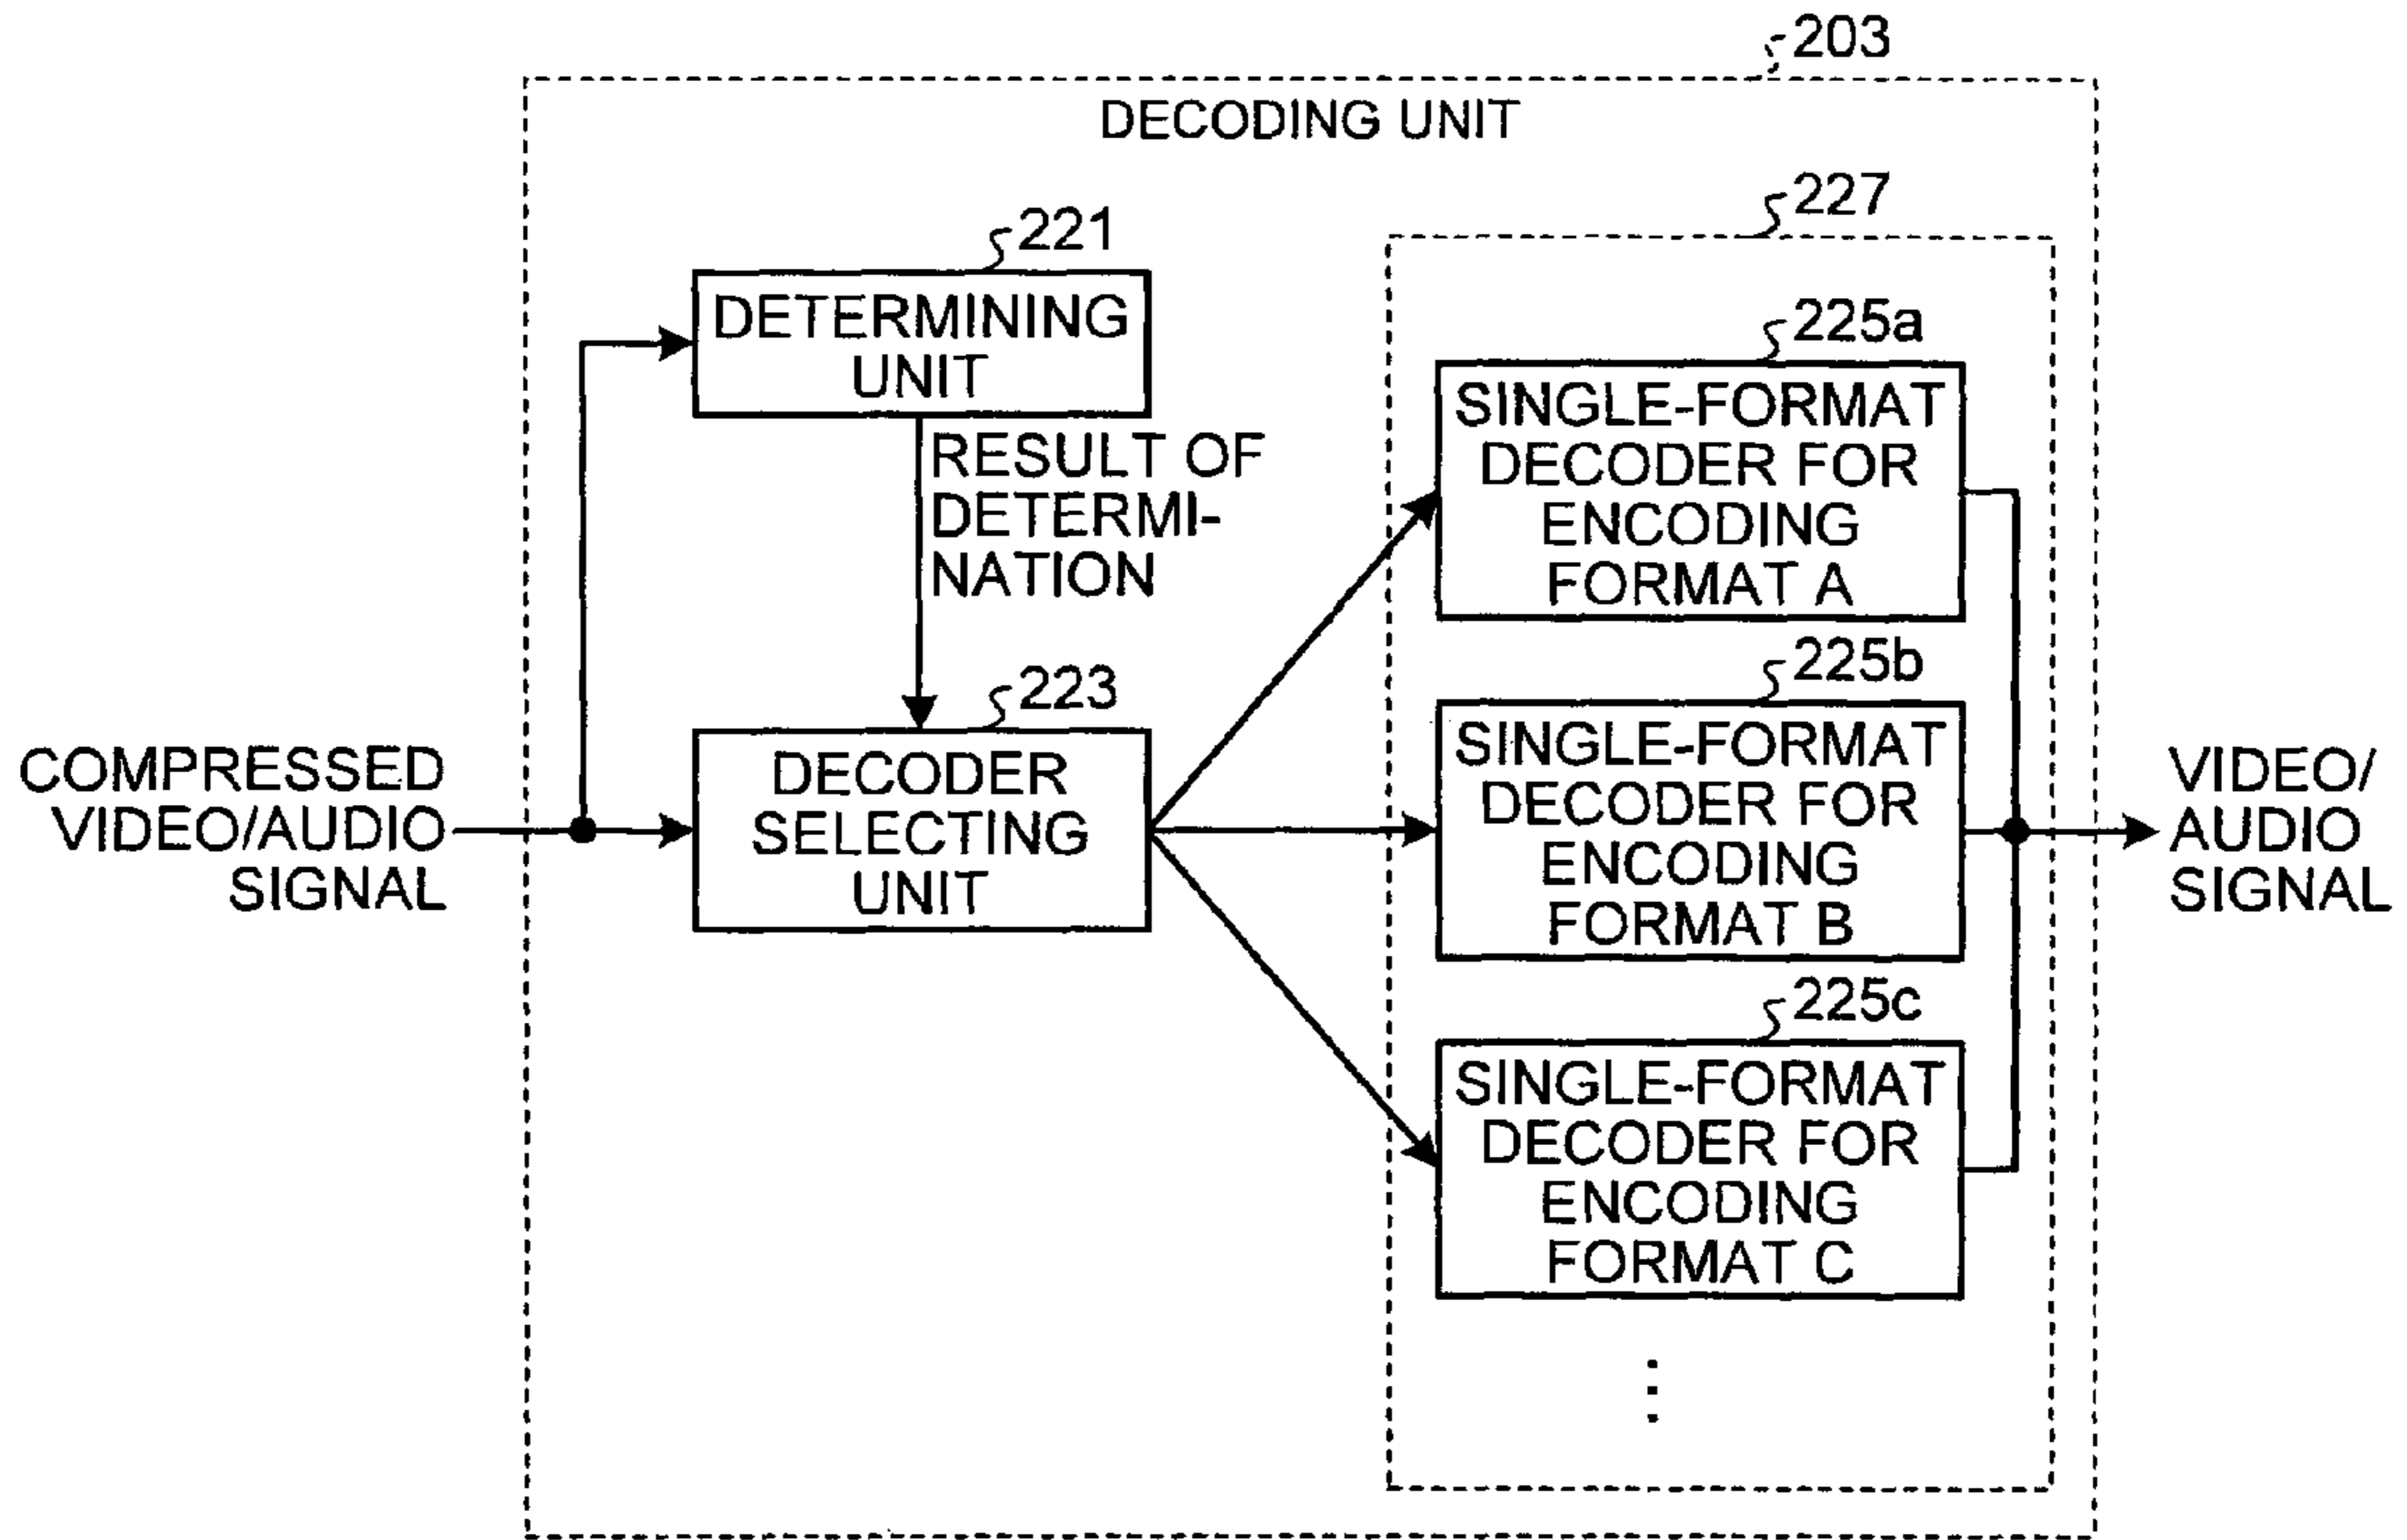 203
DECODING UNIT
227
221
DETERMINING
UNIT
RESULT OF
DETERMI-
NATION
223
DECODER
SELECTING
UNIT
COMPRESSED
VIDEO/AUDIO
SIGNAL
225a
SINGLE-FORMAT
DECODER FOR
ENCODING
FORMAT A
225b
SINGLE-FORMAT
DECODER FOR
ENCODING
FORMAT B
225c
SINGLE-FORMAT
DECODER FOR
ENCODING
FORMAT C
VIDEO/
AUDIO
SIGNAL